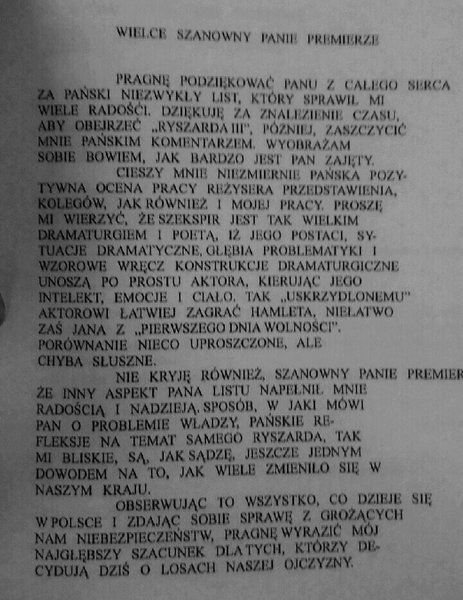 WIELCE SZANOWNY PANIE PREMIERZE
PRAGNĘ PODZIĘKOWAĆ PANU Z CAŁEGO SERCA
ZA PAŃSKI NIEZWYKŁY LIST, KTÓRY SPRAWIŁ MI
WIELE RADOŚCI. DZIĘKUJĘ ZA ZNALEZIENIE CZASU,
ABY OBEJRZEĆ „RYSZARDA III”, PÓŹNIEJ, ZASZCZYCIĆ
MNIE PAŃSKIM KOMENTARZEM. WYOBRAŻAM
SOBIE BOWIEM, JAK BARDZO JEST PAN ZAJĘTY.
CIESZY MNIE NIEZMIERNIE PAŃSKA POZY-
TYWNA OCENA PRACY REŻYSERA PRZEDSTAWIENIA,
KOLEGÓW, JAK RÓWNIEŻ I MOJEJ PRACY. PROSZĘ
MI WIERZYĆ, ŻE SZEKSPIR JEST TAK WIELKIM
DRAMATURGIEM I POETĄ, IŻ JEGO POSTACI, SY-
TUACJE DRAMATYCZNE, GŁĘBIA PROBLEMATYKI I
WZOROWE WRĘCZ KONSTRUKCJE DRAMATURGICZNE
UNOSZĄ PO PROSTU AKTORA, KIERUJĄC JEGO
INTELEKT, EMOCJE I CIAŁO. TAK „USKRZYDLONEMU”
AKTOROWI ŁATWIEJ ZAGRAĆ HAMLETA, NIEŁATWO
ZAŚ JANA Z „PIERWSZEGO DNIA WOLNOŚCI”.
PORÓWNANIE NIECO UPROSZCZONE, ALE
CHYBA SŁUSZNE.
NIE KRYJĘ RÓWNIEŻ, SZANOWNY PANIE PREMIER
ŻE INNY ASPEKT PANA LISTU NAPEŁNIŁ MNIE
RADOŚCIĄ I NADZIEJĄ. SPOSÓB, W JAKI MÓWI
PAN O PROBLEMIE WŁADZY, PAŃSKIE RE-
FLEKSJE NA TEMAT SAMEGO RYSZARDA, TAK
MI BLISKIE, SĄ, JAK SĄDZĘ, JESZCZE JEDNYM
DOWODEM NA TO, JAK WIELE ZMIENIŁO SIĘ W
NASZYM KRAJU.
OBSERWUJĄC TO WSZYSTKO, CO DZIEJE SIĘ
W POLSCE I ZDAJĄC SOBIE SPRAWĘ Z GROŻĄCYCH
NAM NIEBEZPIECZEŃSTW, PRAGNĘ WYRAZIĆ MÓJ
NAJGŁĘBSZY SZACUNEK DLA TYCH, KTÓRZY DE-
CYDUJĄ DZIŚ O LOSACH NASZEJ OJCZYZNY.